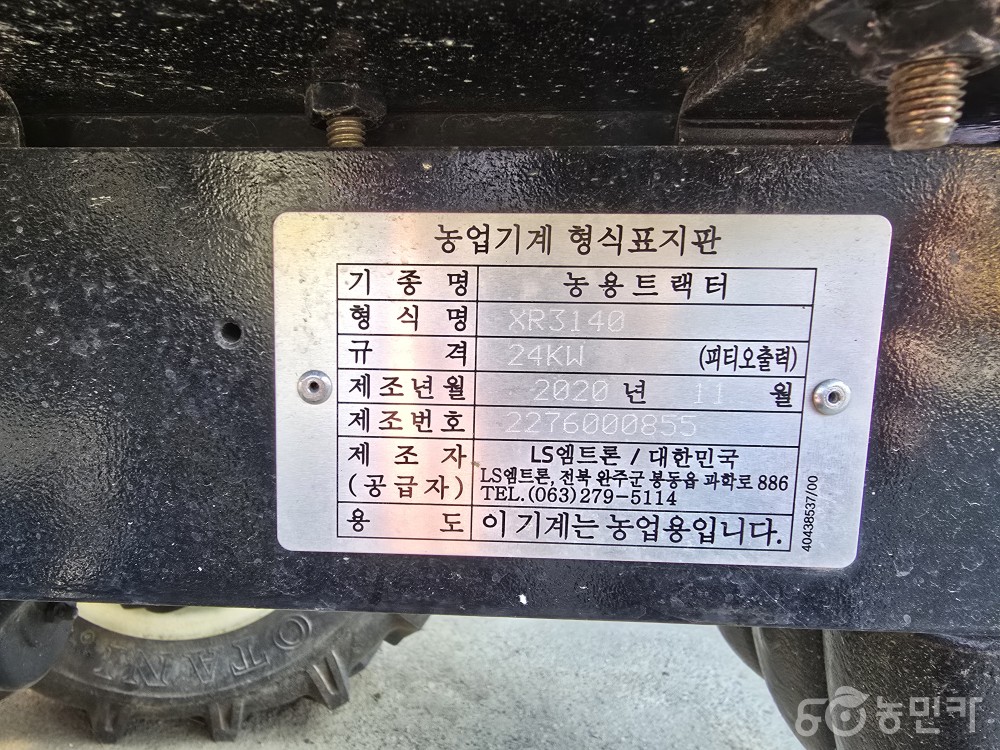 농업기계 형식표지판
기 종 명 농용트랙터
형 식 명 XR3140
규 격 24KW (피티오출력)
제조년월 2020 년 11 월
제조번호 2276000855
제 조 자 LS엠트론 / 대한민국
(공급자) LS엠트론, 전북 완주군 봉동읍 과학로 886
TEL.(063)279-5114
용 도 이 기계는 농업용입니다.
40438537/00
농민카